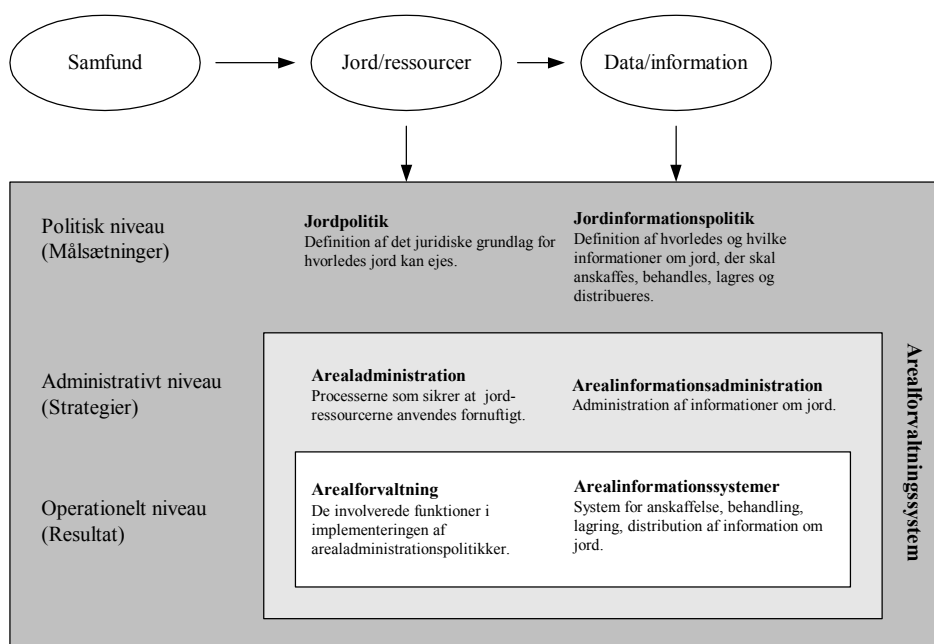 Samfund
Jord/ressourcer
Data/information
Politisk niveau
(Målsætninger)
Jordpolitik
Definition af det juridiske grundlag for
hvorledes jord kan ejes.
Jordinformationspolitik
Definition af hvorledes og hvilke
informationer om jord, der skal
anskaffes, behandles, lagres og
distribueres.
Administrativt niveau
(Strategier)
Arealadministration
Processerne som sikrer at jord-
ressourcerne anvendes fornuftigt.
Arealinformationsadministration
Administration af informationer om jord.
Operationelt niveau
(Resultat)
Arealforvaltning
De involverede funktioner i
implementeringen af
arealadministrationspolitikker.
Arealinformationssystemer
System for anskaffelse, behandling,
lagring, distribution af information om
jord.
Arealforvaltningssystem